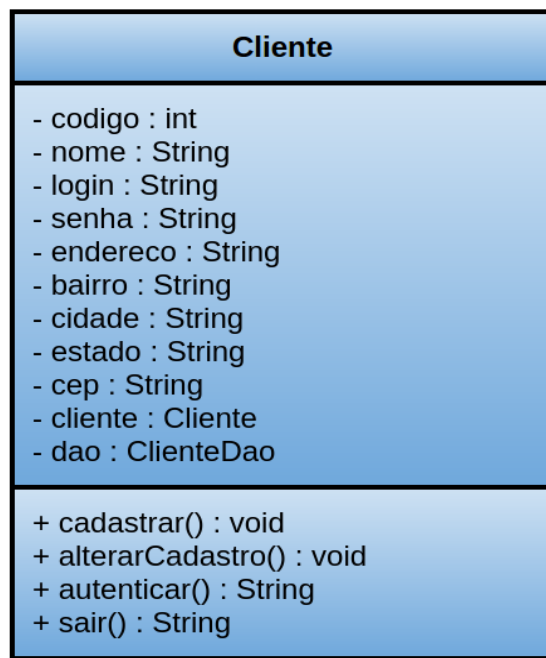 Cliente
- codigo : int
- nome : String
- login : String
- senha : String
- endereco : String
- bairro : String
- cidade : String
- estado : String
- cep : String
- cliente : Cliente
- dao : ClienteDao
+ cadastrar() : void
+ alterarCadastro() : void
+ autenticar() : String
+ sair() : String